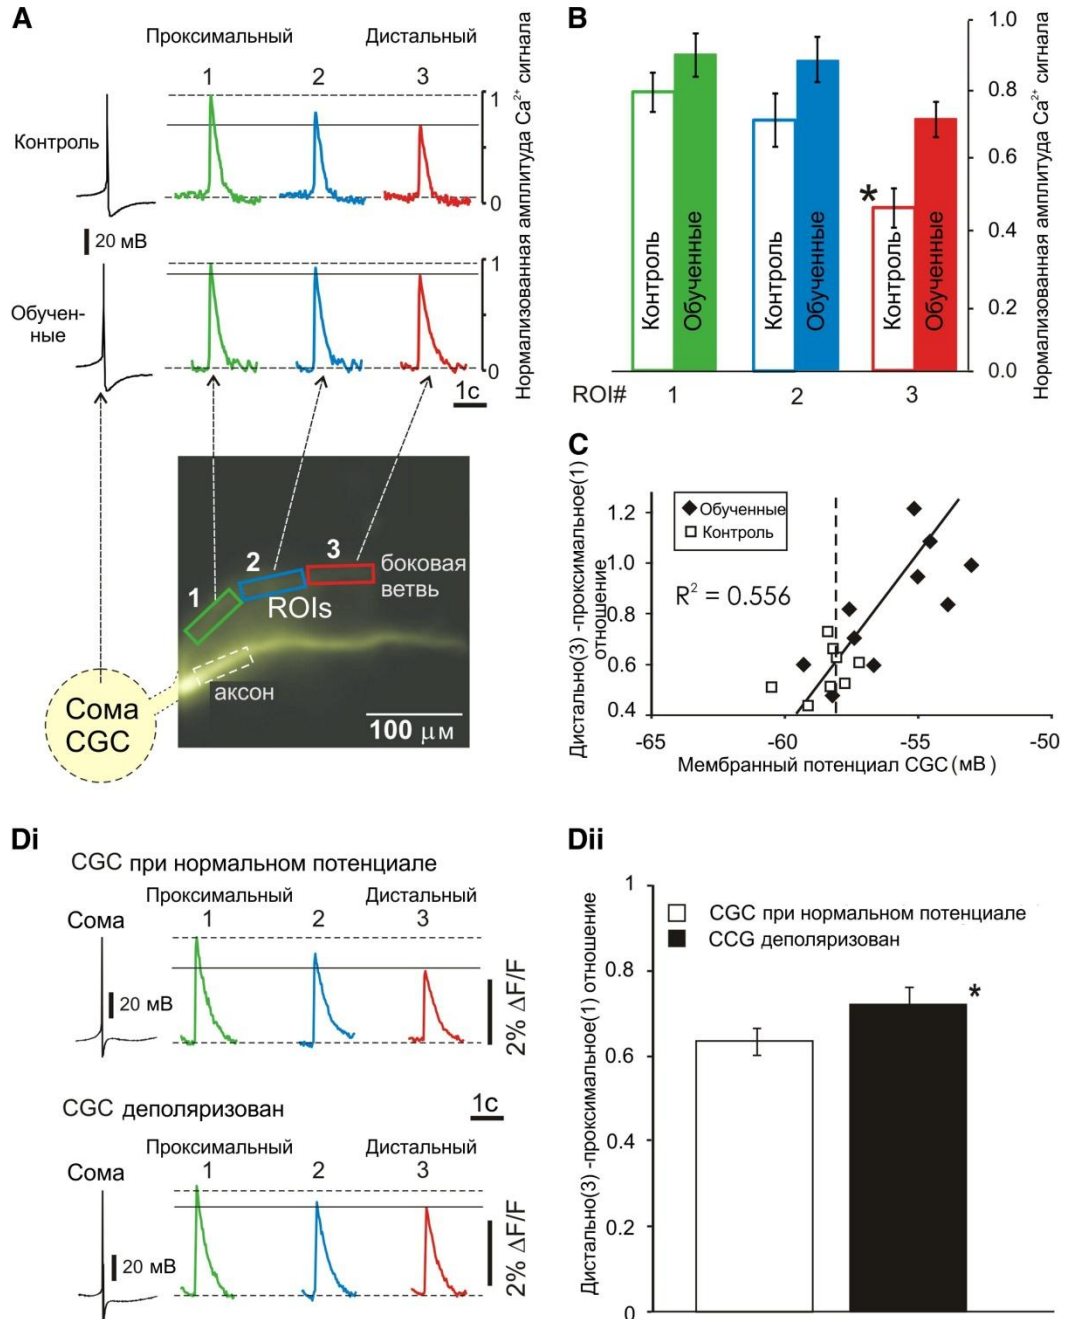 A
Проксимальный
Дистальный
1
2
3
Контроль
1
0
Нормализованная амплитуда Ca²⁺ сигнала
20 мВ
Обучен-
ные
1
0
1с
1
2
3
боковая
ветвь
ROIs
аксон
Сома
CGC
100 μм
B
1.0
0.8
0.6
0.4
0.2
0.0
Нормализованная амплитуда Ca²⁺ сигнала
*
Контроль
Обученные
Контроль
Обученные
Контроль
Обученные
ROI#
1
2
3
C
Дистально(3) -проксимальное(1)
отношение
1.2
1.0
0.8
0.6
0.4
Обученные
Контроль
R² = 0.556
-65
-60
-55
-50
Мембранный потенциал CGC (мВ)
Di
CGC при нормальном потенциале
Проксимальный
Дистальный
Сома
1
2
3
20 мВ
2% ΔF/F
1с
CGC деполяризован
Проксимальный
Дистальный
Сома
1
2
3
20 мВ
2% ΔF/F
Dii
Дистально(3) -проксимальное(1) отношение
1
0.8
0.6
0.4
0.2
0
CGC при нормальном потенциале
CCG деполяризован
*